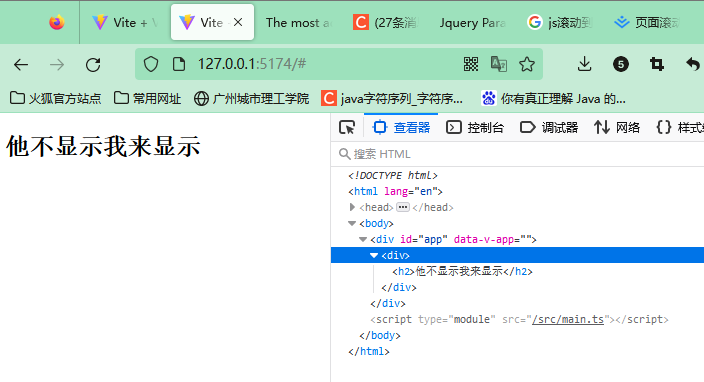 Vite + V
Vite -
The most a
(27条消
Jquery Para
js滚动到
页面滚动
127.0.0.1:5174/#
5
火狐官方站点
常用网址
广州城市理工学院
java字符序列_字符序...
你有真正理解 Java 的...
查看器
控制台
调试器
网络
样式编
搜索 HTML
他不显示我来显示
<!DOCTYPE html>
<html lang="en">
<head></head>
<body>
<div id="app" data-v-app="">
<div>
<h2>他不显示我来显示</h2>
</div>
</div>
<script type="module" src="/src/main.ts"></script>
</body>
</html>